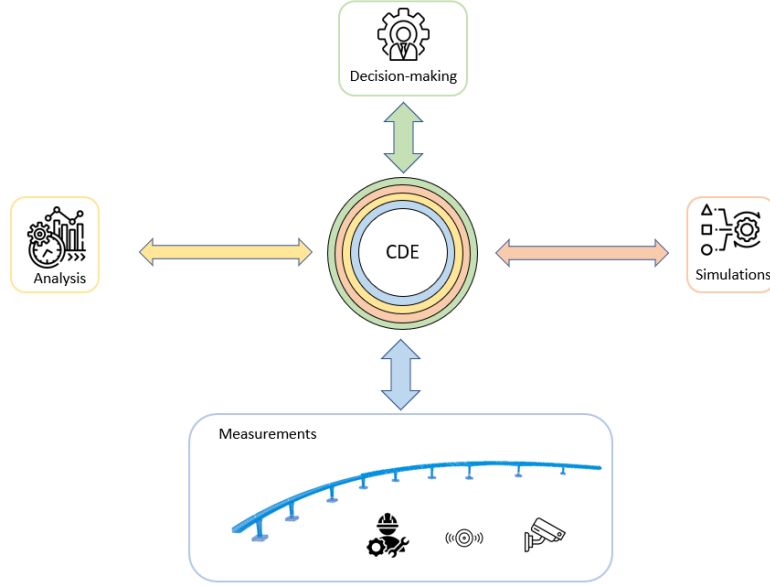 Decision-making
CDE
Analysis
Simulations
Measurements